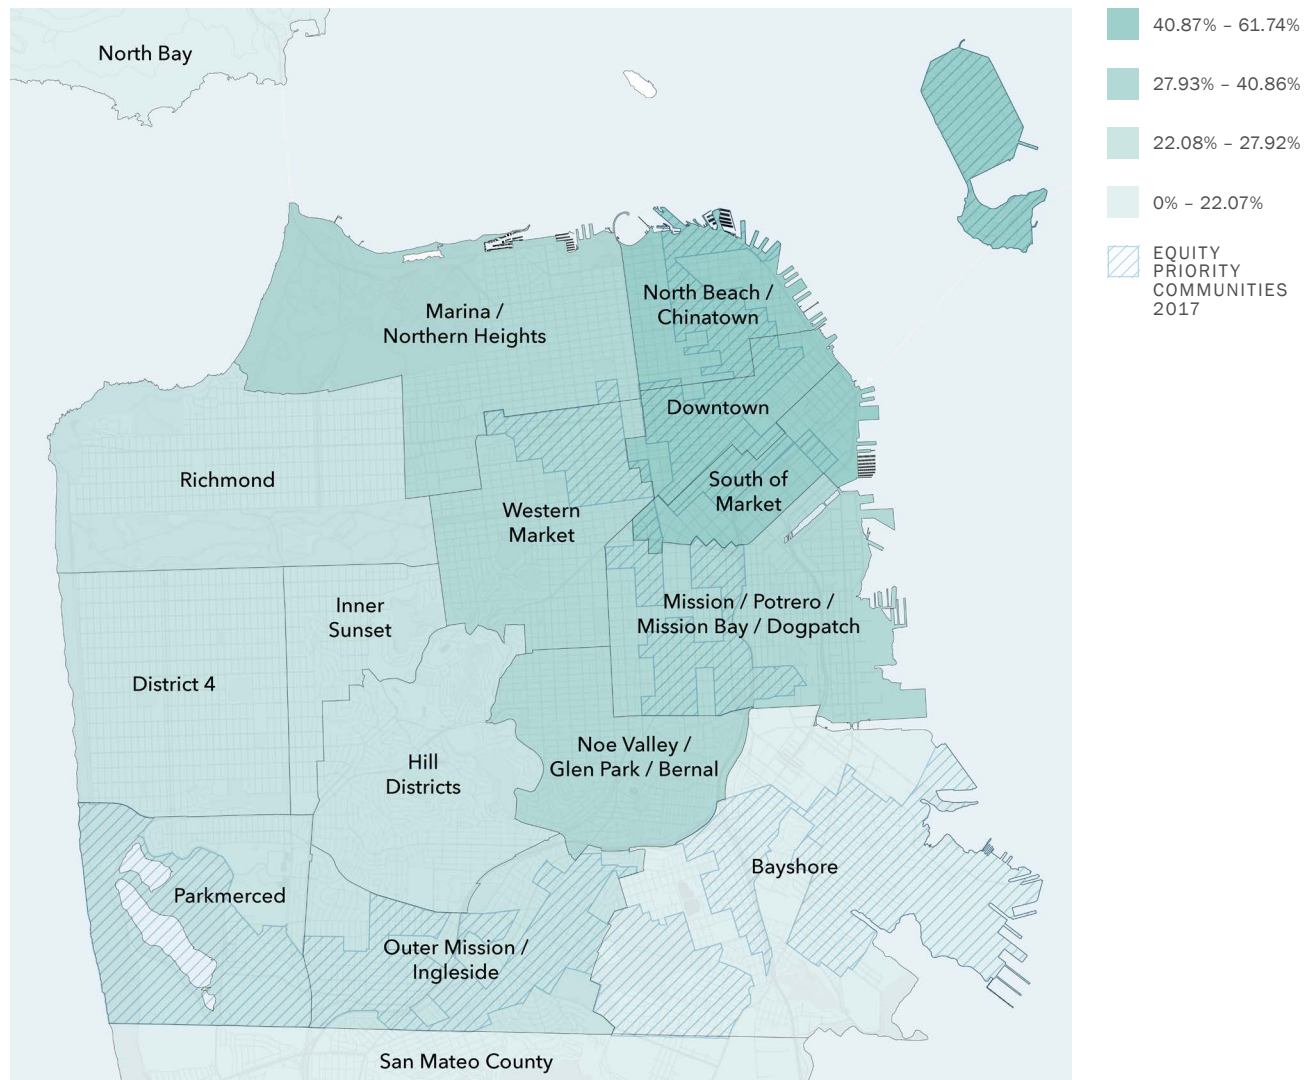 North Bay
40.87% – 61.74%
27.93% – 40.86%
22.08% – 27.92%
0% – 22.07%
EQUITY
PRIORITY
COMMUNITIES
2017
North Beach /
Chinatown
Marina /
Northern Heights
Downtown
Richmond
South of
Market
Western
Market
Inner
Sunset
Mission / Potrero /
Mission Bay / Dogpatch
District 4
Noe Valley /
Glen Park / Bernal
Hill
Districts
Bayshore
Parkmerced
Outer Mission /
Ingleside
San Mateo County